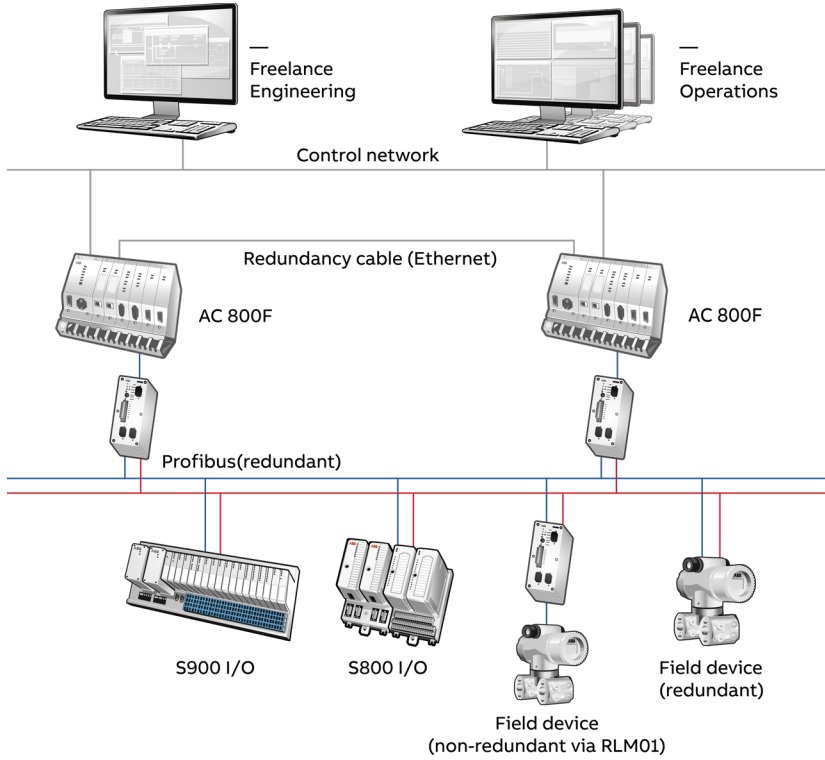 Freelance
Engineering
Freelance
Operations
Control network
Redundancy cable (Ethernet)
AC 800F
AC 800F
Profibus(redundant)
S900 I/O
S800 I/O
Field device
(redundant)
Field device
(non-redundant via RLM01)